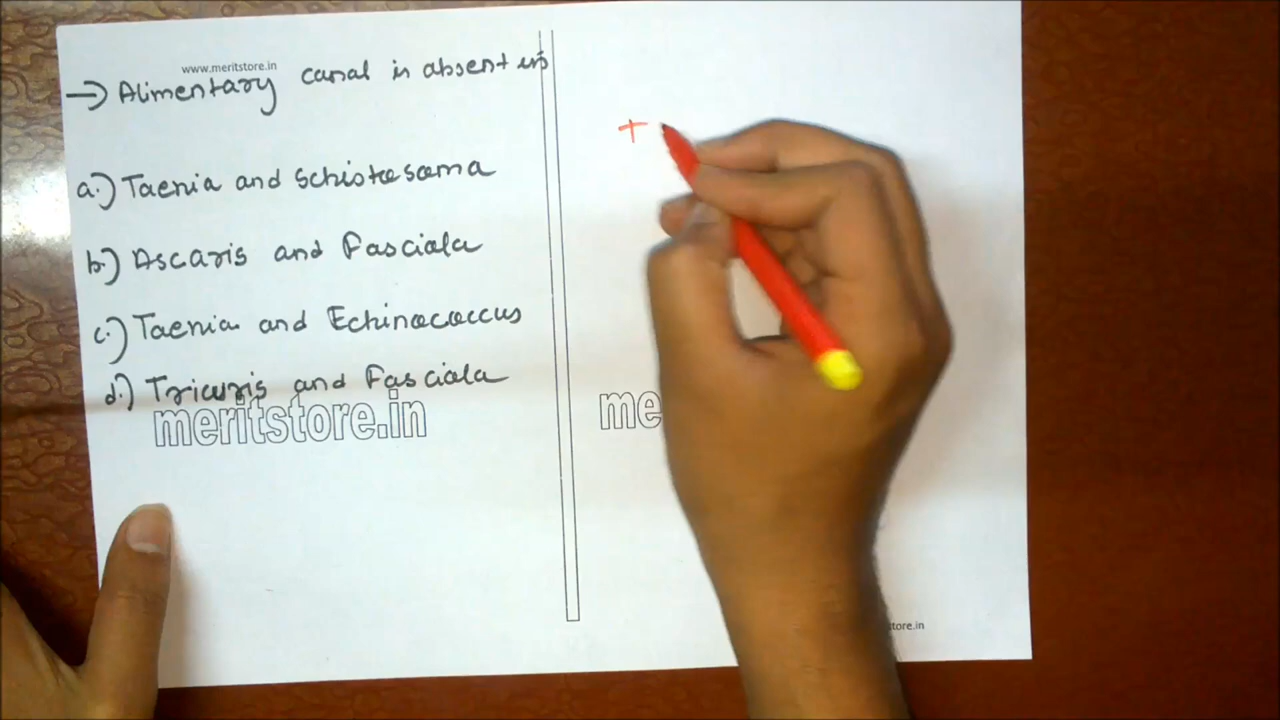 www.meritstore.in
→ Alimentary canal is absent in
a.) Taenia and Schistosoma
b.) Ascaris and Fasciola
c.) Taenia and Echinococcus
d.) Tricuris and Fasciola
meritstore.in
me
+
store.in